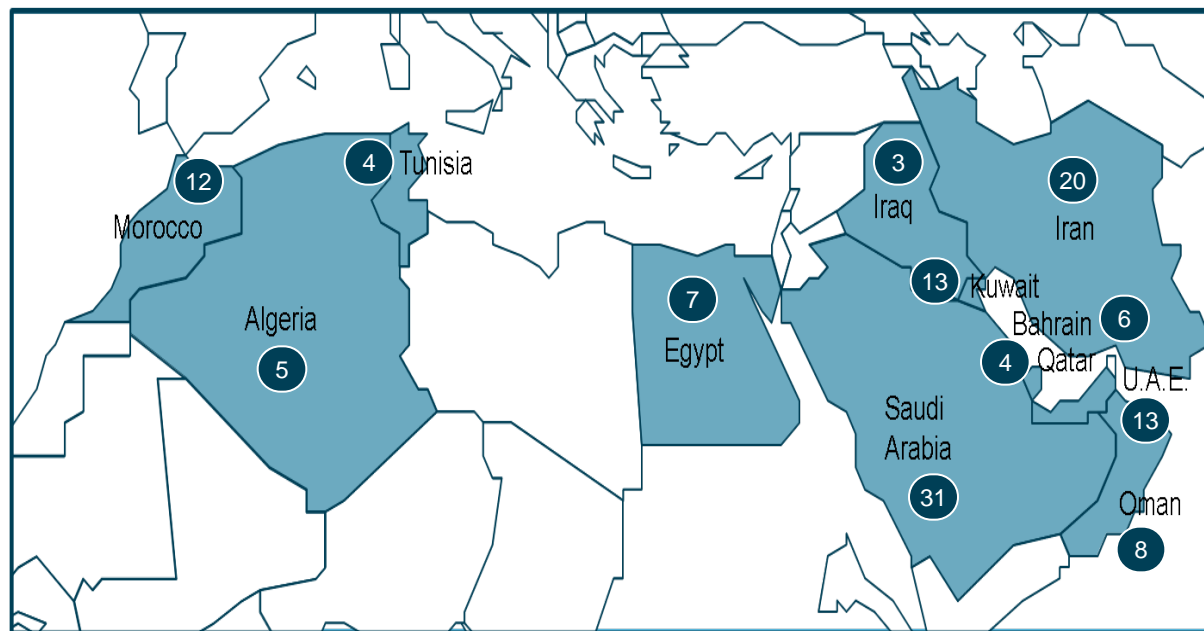 4
Tunisia
12
Morocco
Algeria
5
7
Egypt
3
Iraq
20
Iran
13
Kuwait
Bahrain
6
4
Qatar
U.A.E.
13
Saudi
Arabia
31
Oman
8